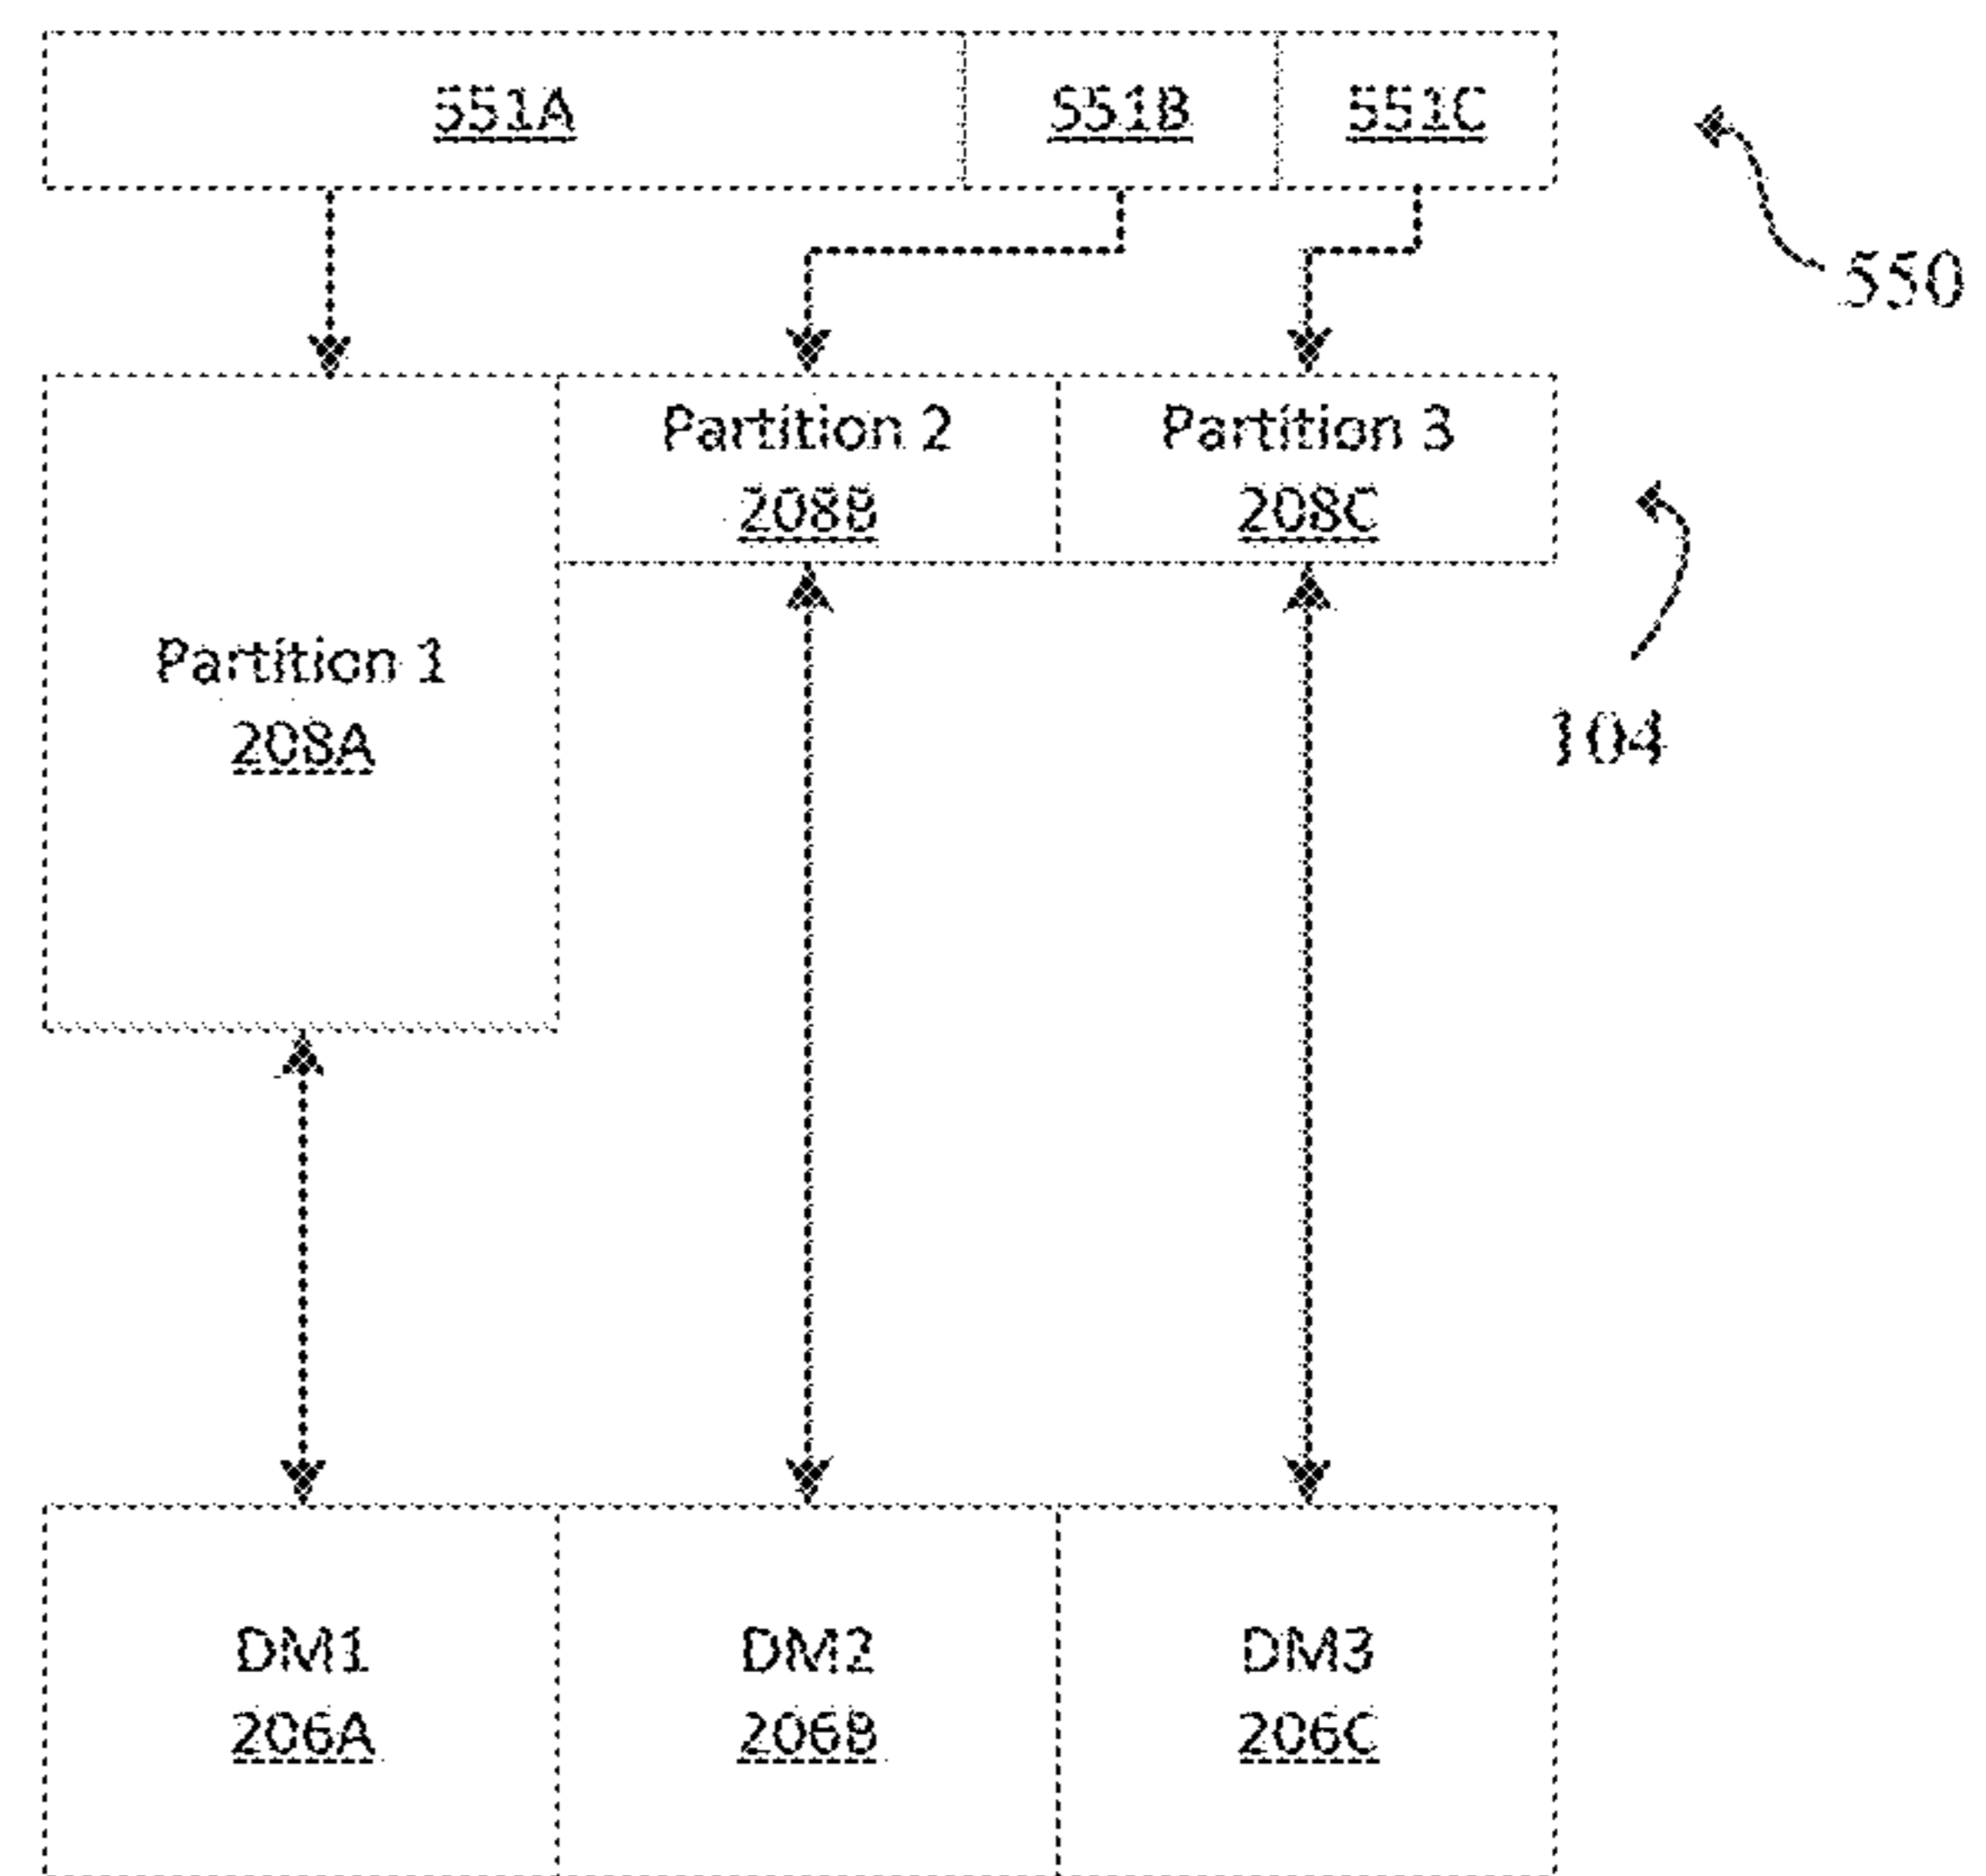 551A 551B 551C
550
Partition 2 Partition 3
208B 208C
Partition 1
208A
104
DM1 DM2 DM3
206A 206B 206C